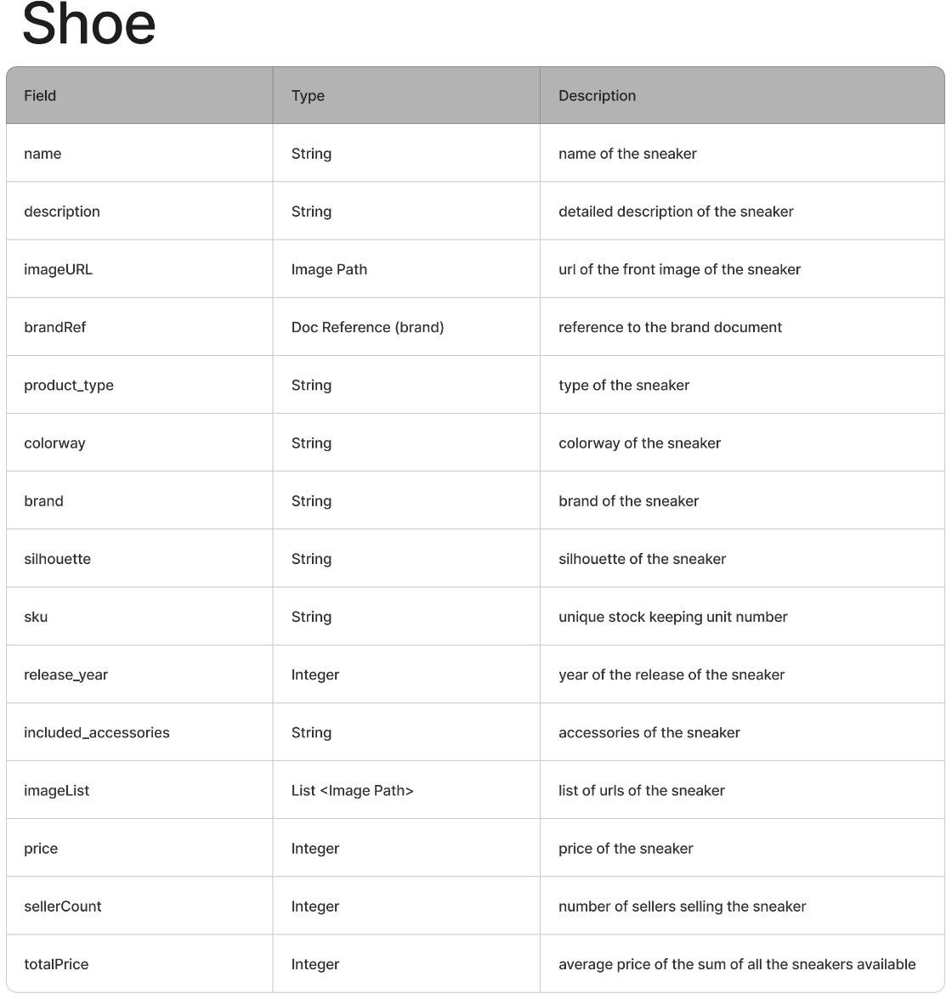 Shoe
Field Type Description
name String name of the sneaker
description String detailed description of the sneaker
imageURL Image Path url of the front image of the sneaker
brandRef Doc Reference (brand) reference to the brand document
product_type String type of the sneaker
colorway String colorway of the sneaker
brand String brand of the sneaker
silhouette String silhouette of the sneaker
sku String unique stock keeping unit number
release_year Integer year of the release of the sneaker
included_accessories String accessories of the sneaker
imageList List <Image Path> list of urls of the sneaker
price Integer price of the sneaker
sellerCount Integer number of sellers selling the sneaker
totalPrice Integer average price of the sum of all the sneakers available